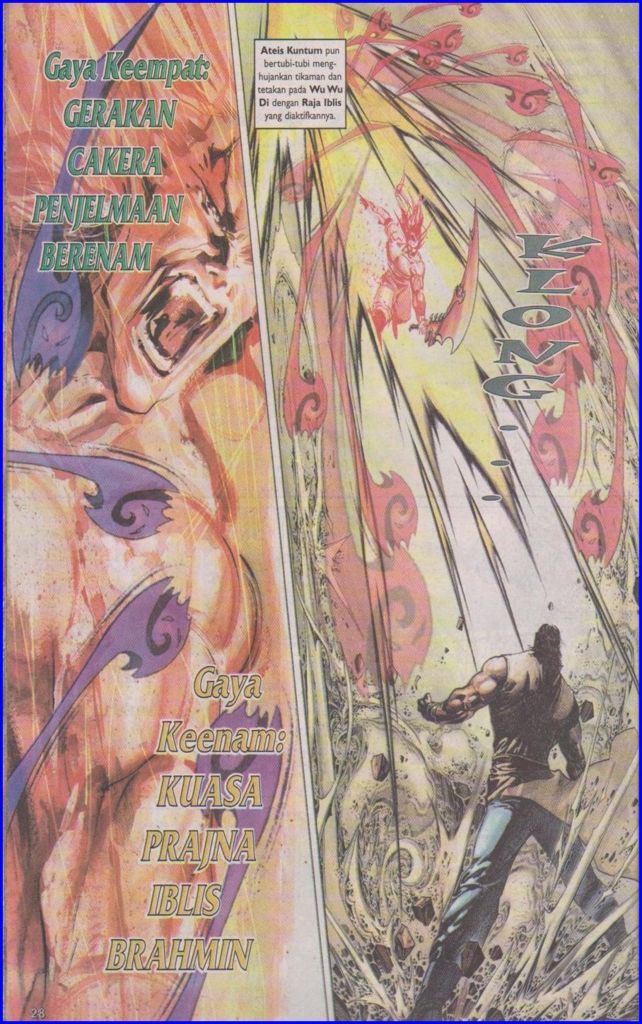 Gaya Keempat:
GERAKAN
CAKERA
PENJELMAAN
BERENAM
Ateis Kuntum pun
bertubi-tubi meng-
hujankan tikaman dan
tetakan pada Wu Wu
Di dengan Raja Iblis
yang diaktifkannya.
KLONG...
Gaya
Keenam:
KUASA
PRAJNA
IBLIS
BRAHMIN
28